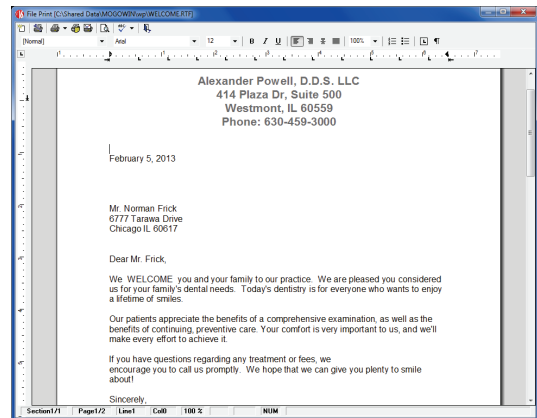 File Print [C:\Shared Data\MOGOWIN\wp\WELCOME.RTF]
[Normal] Arial 12 B I U 100%
1 2 3 4 5 6 7
Alexander Powell, D.D.S. LLC
414 Plaza Dr, Suite 500
Westmont, IL 60559
Phone: 630-459-3000
February 5, 2013
Mr. Norman Frick
6777 Tarawa Drive
Chicago IL 60617
Dear Mr. Frick,
We WELCOME you and your family to our practice. We are pleased you considered
us for your family's dental needs. Today's dentistry is for everyone who wants to enjoy
a lifetime of smiles.
Our patients appreciate the benefits of a comprehensive examination, as well as the
benefits of continuing, preventive care. Your comfort is very important to us, and we'll
make every effort to achieve it.
If you have questions regarding any treatment or fees, we
encourage you to call us promptly. We hope that we can give you plenty to smile
about!
Sincerely,
Section1/1 Page1/2 Line1 Col0 100 % NUM